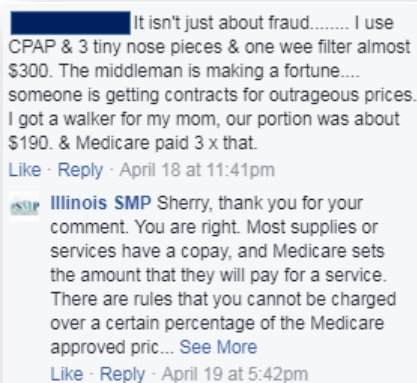 It isn't just about fraud........ I use
CPAP & 3 tiny nose pieces & one wee filter almost
$300. The middleman is making a fortune....
someone is getting contracts for outrageous prices.
I got a walker for my mom, our portion was about
$190. & Medicare paid 3 x that.
Like · Reply · April 18 at 11:41pm
SMP Illinois SMP Sherry, thank you for your
comment. You are right. Most supplies or
services have a copay, and Medicare sets
the amount that they will pay for a service.
There are rules that you cannot be charged
over a certain percentage of the Medicare
approved pric... See More
Like · Reply · April 19 at 5:42pm